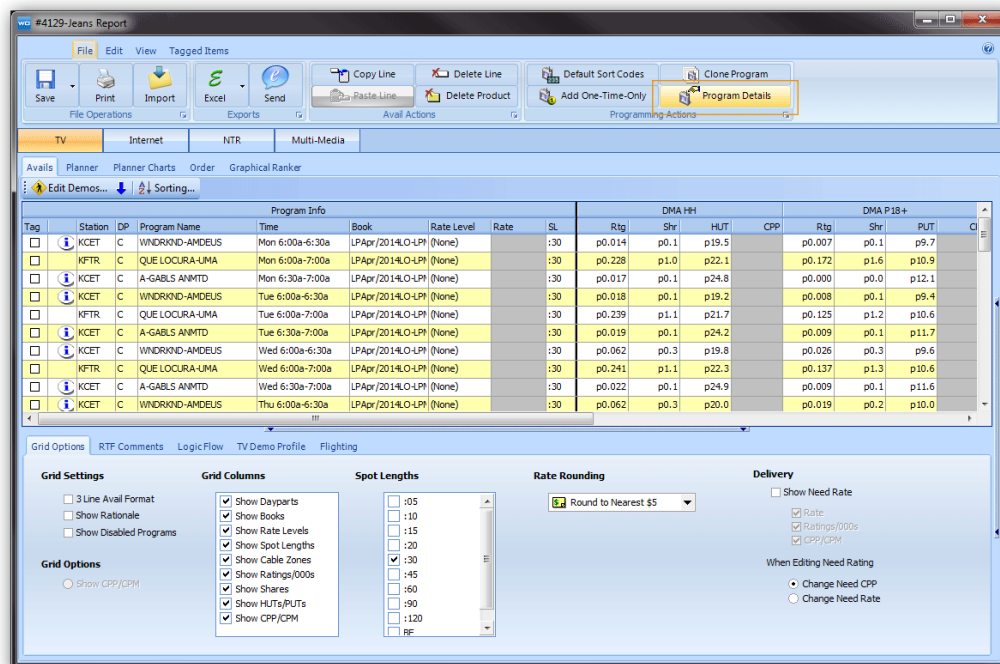 WO #4129-Jeans Report
File Edit View Tagged Items
Save Print Import Excel Send Copy Line Delete Line Default Sort Codes Clone Program
Paste Line Delete Product Add One-Time-Only Program Details
File Operations Exports Avail Actions Programming Actions
TV Internet NTR Multi-Media
Avails Planner Planner Charts Order Graphical Ranker
Edit Demos... Sorting...
Program Info DMA HH DMA P18+
Tag Station DP Program Name Time Book Rate Level Rate SL Rtg Shr HUT CPP Rtg Shr PUT
KCET C WNDRKND-AMDEUS Mon 6:00a-6:30a LPApr/2014LO-LPM (None) :30 p0.014 p0.1 p19.5 p0.007 p0.1 p9.7
KFTR C QUE LOCURA-UMA Mon 6:00a-7:00a LPApr/2014LO-LPM (None) :30 p0.228 p1.0 p22.1 p0.172 p1.6 p10.9
KCET C A-GABLS ANMTD Mon 6:30a-7:00a LPApr/2014LO-LPM (None) :30 p0.017 p0.1 p24.8 p0.000 p0.0 p12.1
KCET C WNDRKND-AMDEUS Tue 6:00a-6:30a LPApr/2014LO-LPM (None) :30 p0.018 p0.1 p19.2 p0.008 p0.1 p9.4
KFTR C QUE LOCURA-UMA Tue 6:00a-7:00a LPApr/2014LO-LPM (None) :30 p0.239 p1.1 p21.7 p0.125 p1.2 p10.6
KCET C A-GABLS ANMTD Tue 6:30a-7:00a LPApr/2014LO-LPM (None) :30 p0.019 p0.1 p24.2 p0.009 p0.1 p11.7
KCET C WNDRKND-AMDEUS Wed 6:00a-6:30a LPApr/2014LO-LPM (None) :30 p0.062 p0.3 p19.8 p0.026 p0.3 p9.6
KFTR C QUE LOCURA-UMA Wed 6:00a-7:00a LPApr/2014LO-LPM (None) :30 p0.241 p1.1 p22.3 p0.137 p1.3 p10.6
KCET C A-GABLS ANMTD Wed 6:30a-7:00a LPApr/2014LO-LPM (None) :30 p0.022 p0.1 p24.9 p0.009 p0.1 p11.6
KCET C WNDRKND-AMDEUS Thu 6:00a-6:30a LPApr/2014LO-LPM (None) :30 p0.062 p0.3 p20.0 p0.019 p0.2 p10.0
Grid Options RTF Comments Logic Flow TV Demo Profile Flighting
Grid Settings
3 Line Avail Format
Show Rationale
Show Disabled Programs
Grid Options
Show CPP/CPM
Grid Columns
Show Dayparts
Show Books
Show Rate Levels
Show Spot Lengths
Show Cable Zones
Show Ratings/000s
Show Shares
Show HUTs/PUTs
Show CPP/CPM
Spot Lengths
:05
:10
:15
:20
:30
:45
:60
:90
:120
BE
Rate Rounding
Round to Nearest $5
Delivery
Show Need Rate
Rate
Ratings/000s
CPP/CPM
When Editing Need Rating
Change Need CPP
Change Need Rate